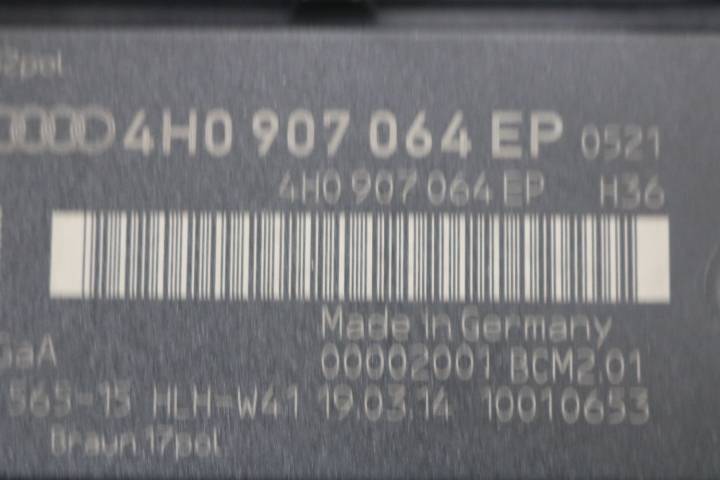 2pol
4H0 907 064 EP 0521
4H0 907 064 EP H36
Made in Germany
GaA
00002001 BCM2.01
565-15 HLH-W41 19.03.14 10010653
Braun,17pol